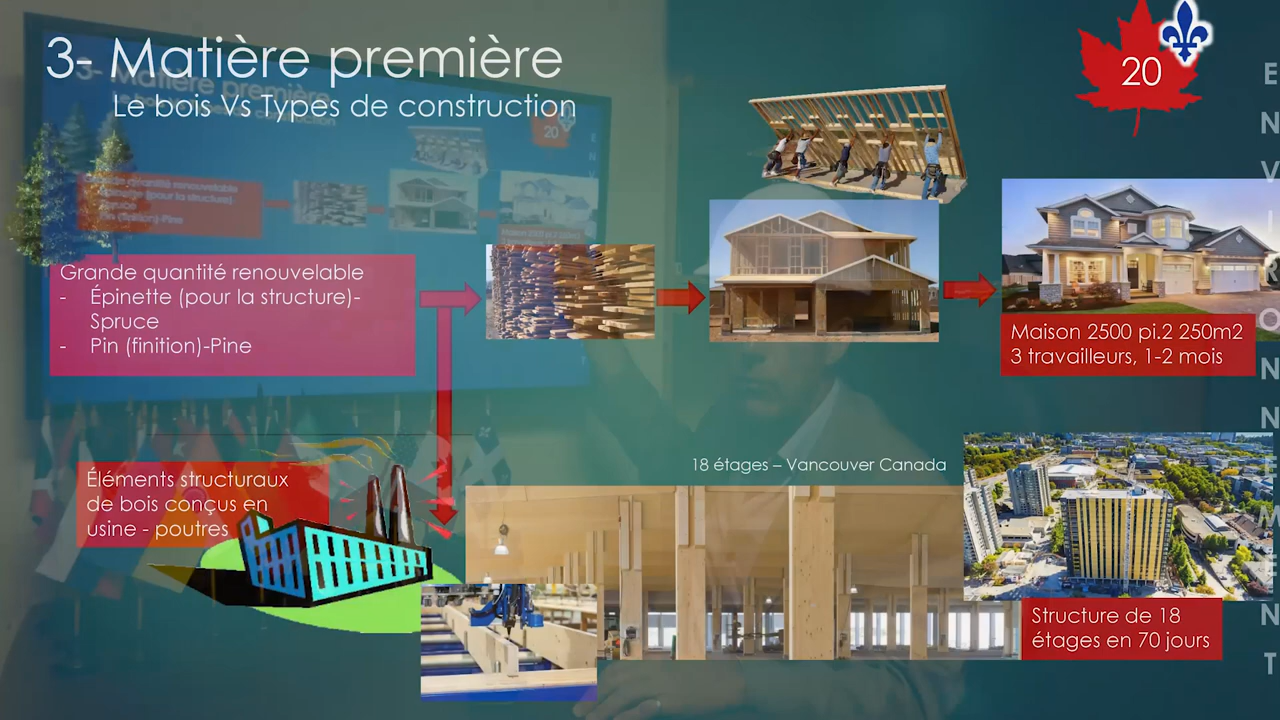 3- Matière première
Le bois Vs Types de construction
20
Grande quantité renouvelable
- Épinette (pour la structure)-
Spruce
- Pin (finition)-Pine
Maison 2500 pi.2 250m2
3 travailleurs, 1-2 mois
Éléments structuraux
de bois conçus en
usine - poutres
18 étages – Vancouver Canada
Structure de 18
étages en 70 jours
ENVIRONNEMENT